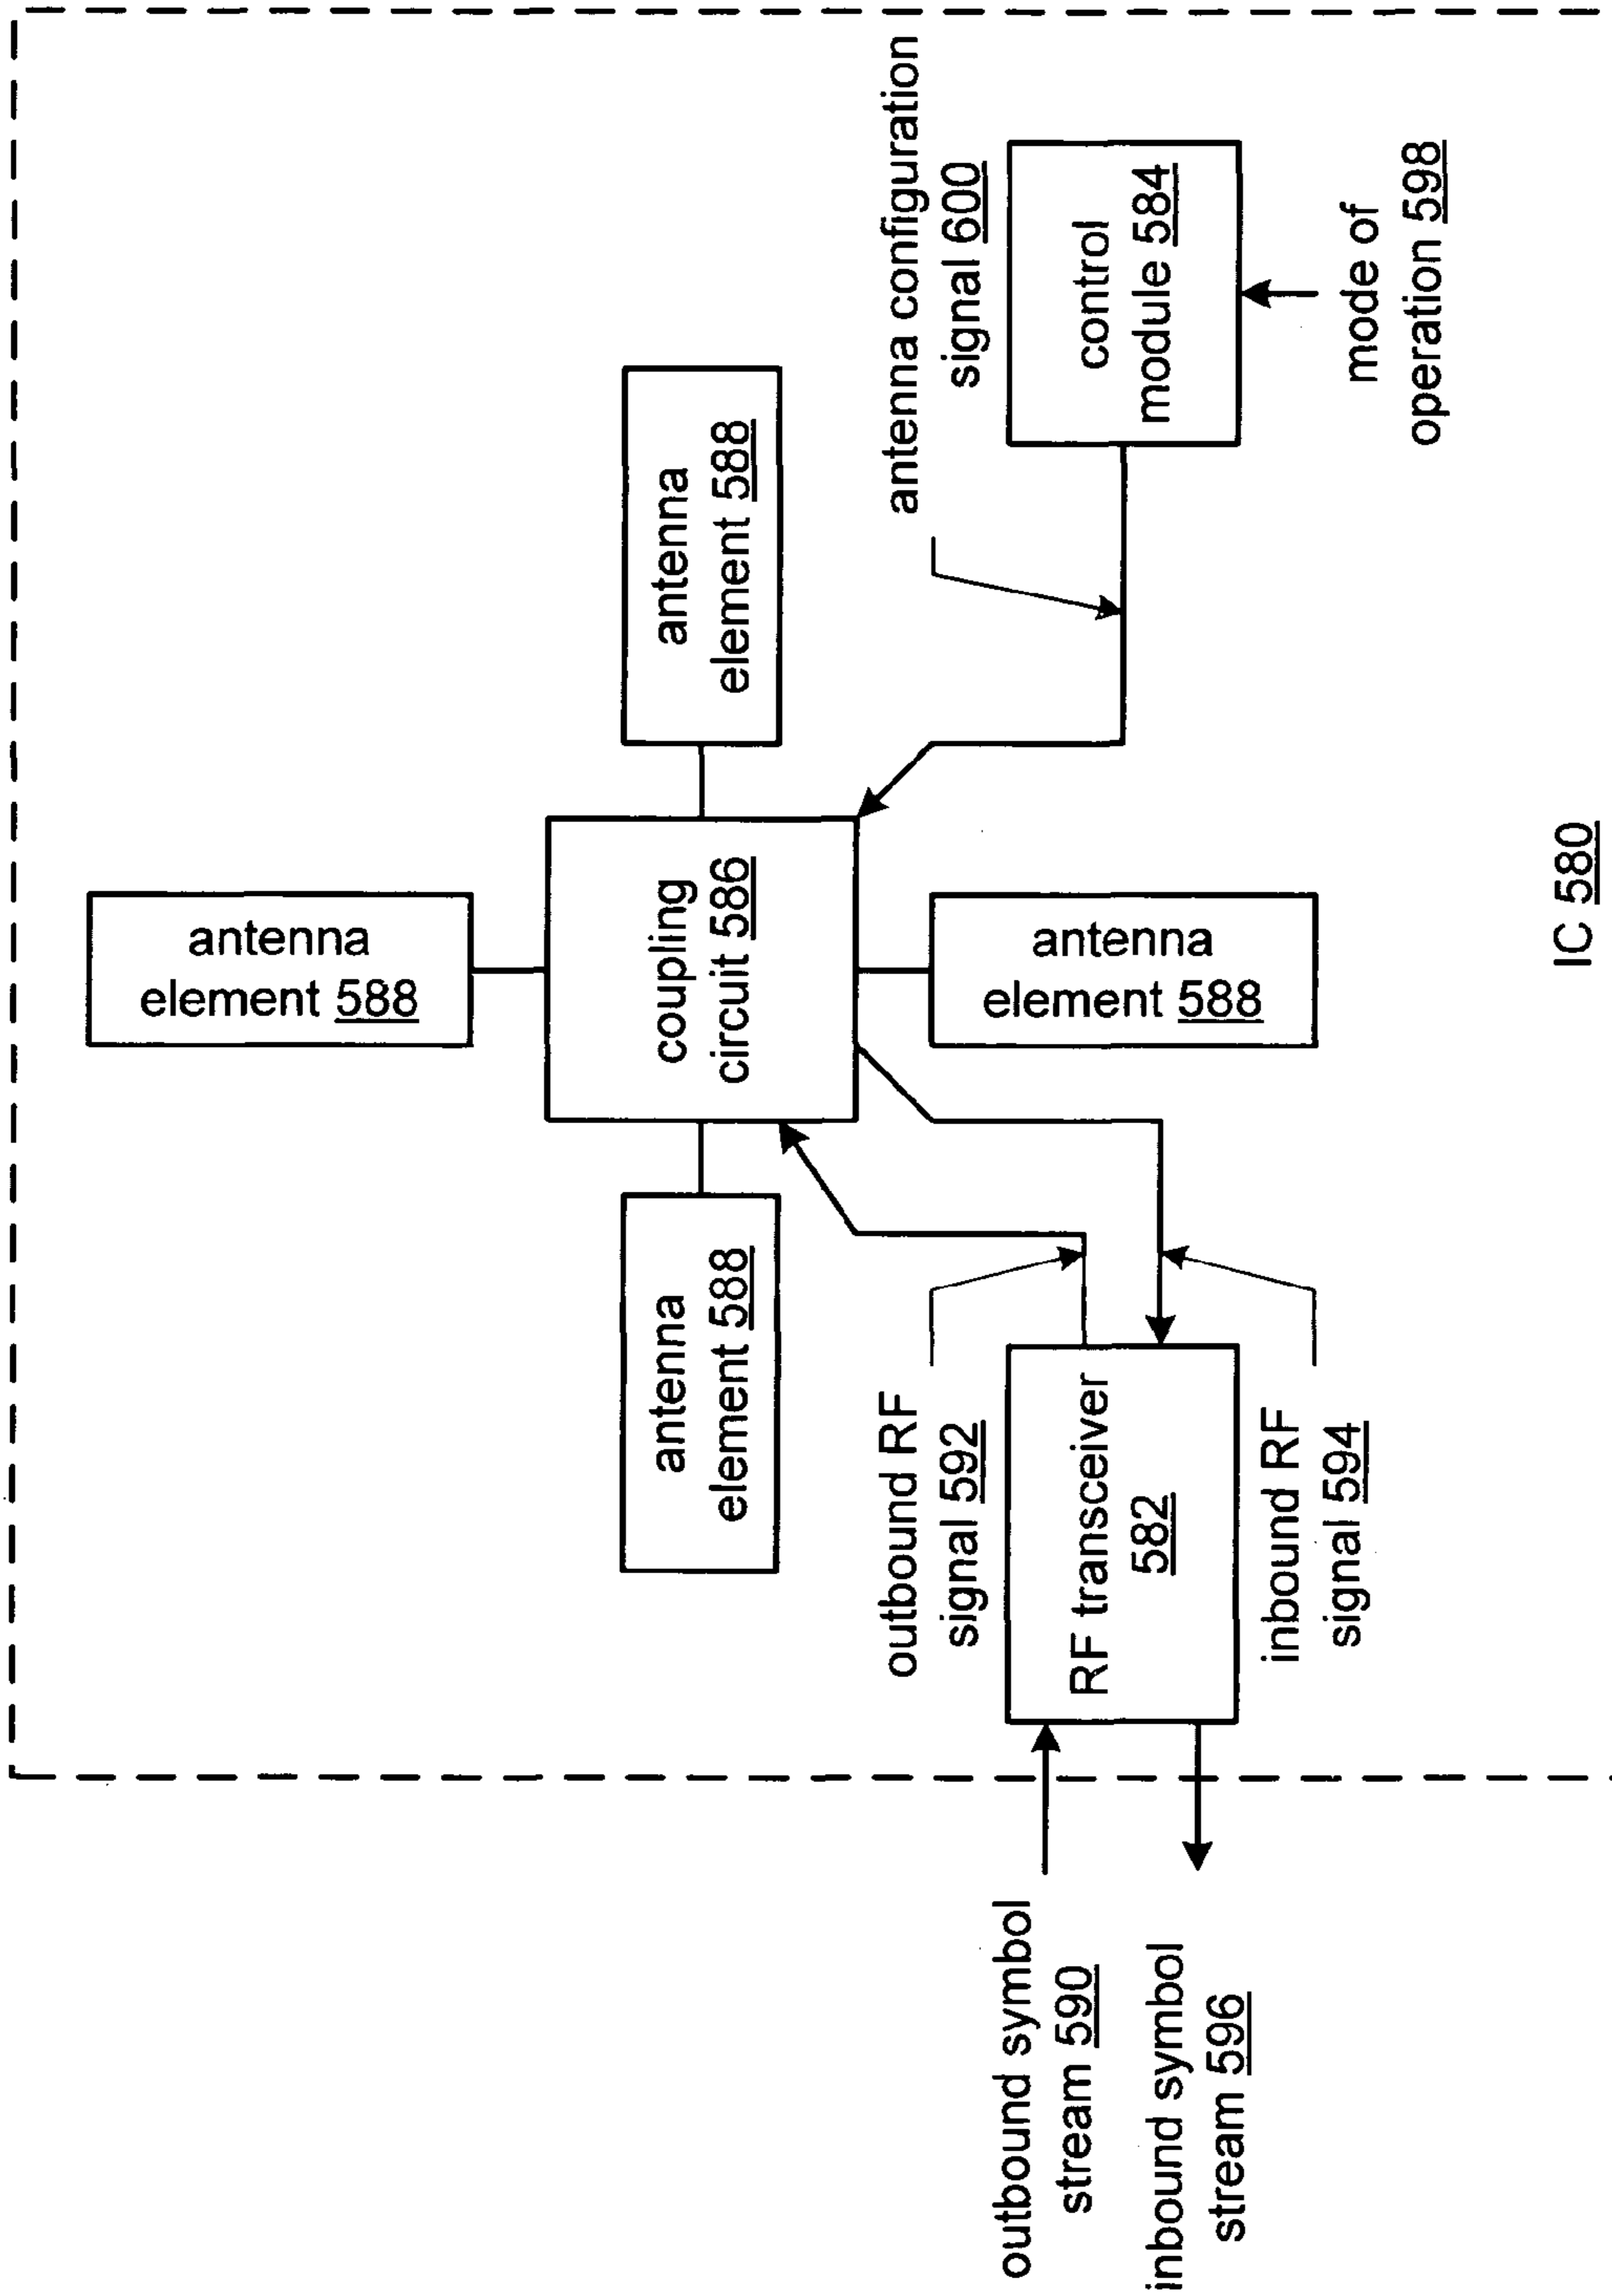 antenna
element 588
antenna
element 588
coupling
circuit 586
antenna
element 588
antenna
element 588
antenna configuration
signal 600
control
module 584
mode of
operation 598
outbound RF
signal 592
RF transceiver
582
inbound RF
signal 594
outbound symbol
stream 590
inbound symbol
stream 596
IC 580